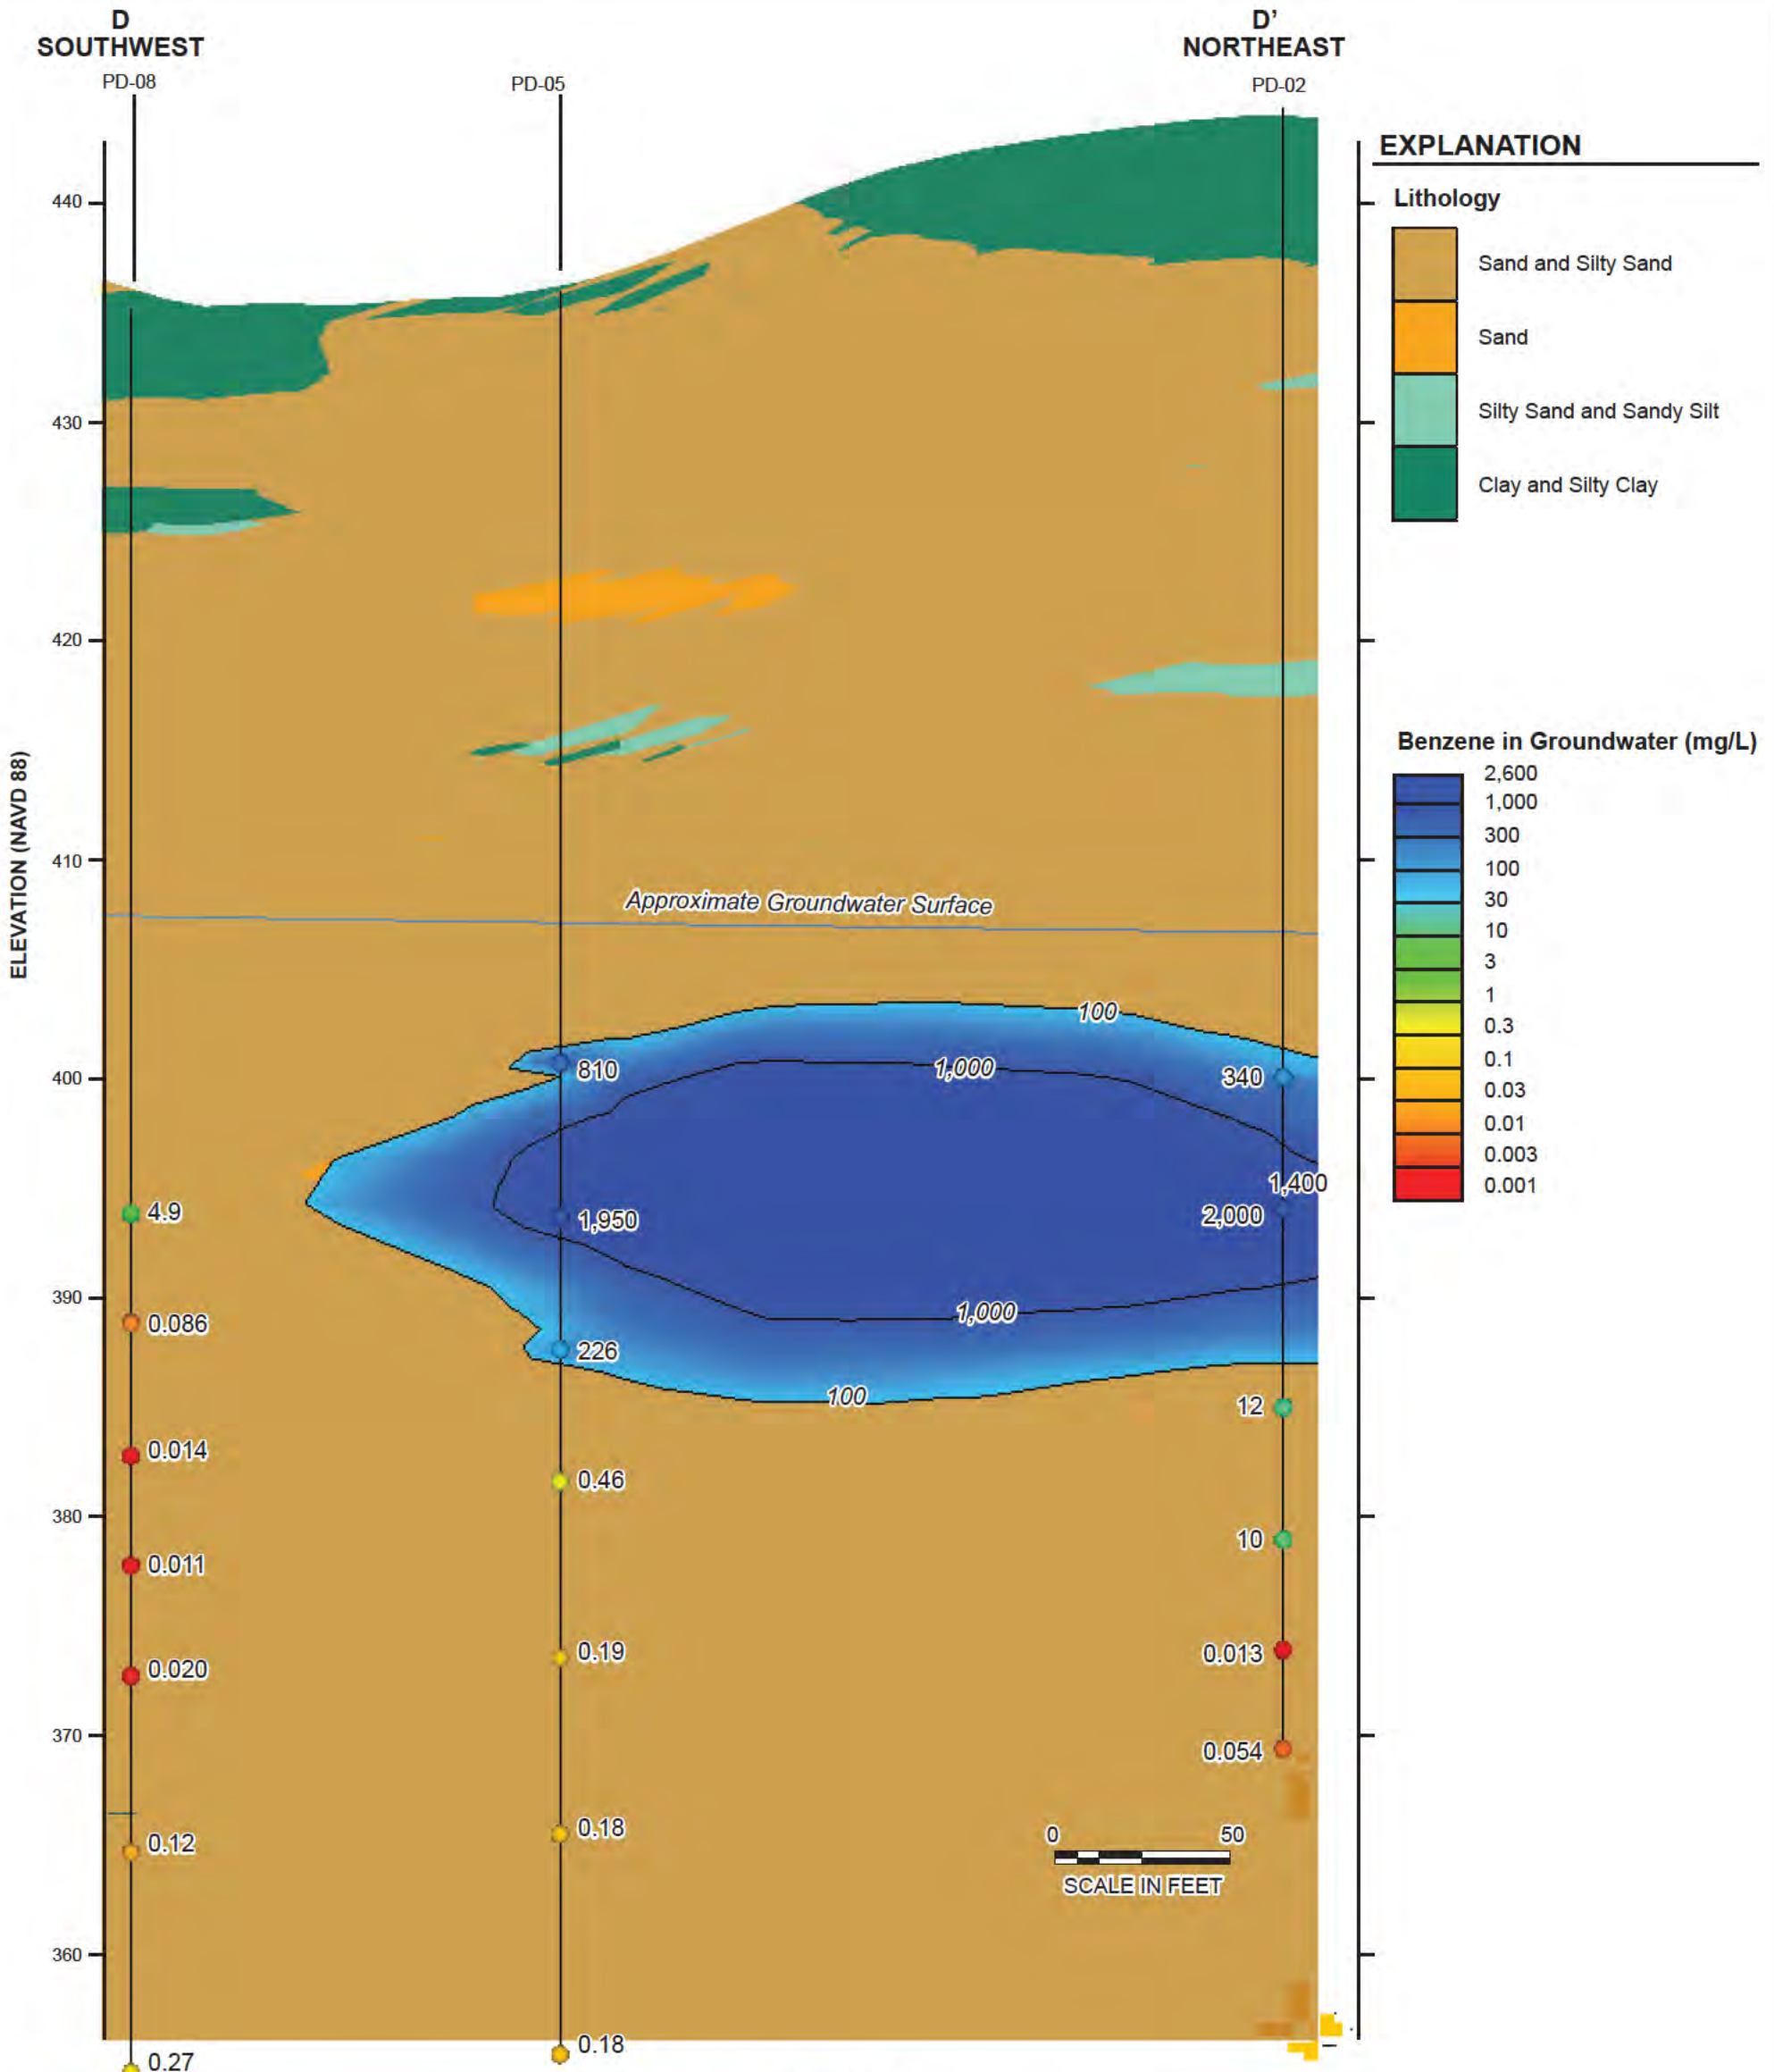 D
SOUTHWEST
PD-08
PD-05
D’
NORTHEAST
PD-02
EXPLANATION
Lithology
Sand and Silty Sand
Sand
Silty Sand and Sandy Silt
Clay and Silty Clay
Benzene in Groundwater (mg/L)
2,600
1,000
300
100
30
10
3
1
0.3
0.1
0.03
0.01
0.003
0.001
ELEVATION (NAVD 88)
440
430
420
410
400
390
380
370
360
Approximate Groundwater Surface
100
1,000
1,000
100
4.9
0.086
0.014
0.011
0.020
0.12
0.27
810
1,950
226
0.46
0.19
0.18
0.18
340
1,400
2,000
12
10
0.013
0.054
0 50
SCALE IN FEET